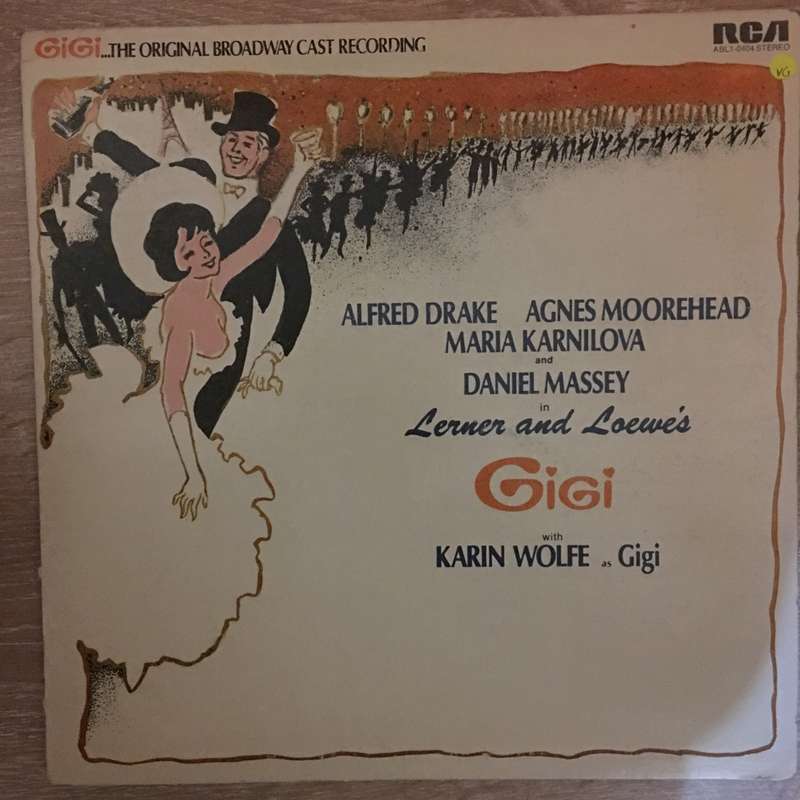 GiGi...THE ORIGINAL BROADWAY CAST RECORDING
RCA
ABL1-0404 STEREO
VG
ALFRED DRAKE AGNES MOOREHEAD
MARIA KARNILOVA
and
DANIEL MASSEY
in
Lerner and Loewe's
GiGi
with
KARIN WOLFE as Gigi